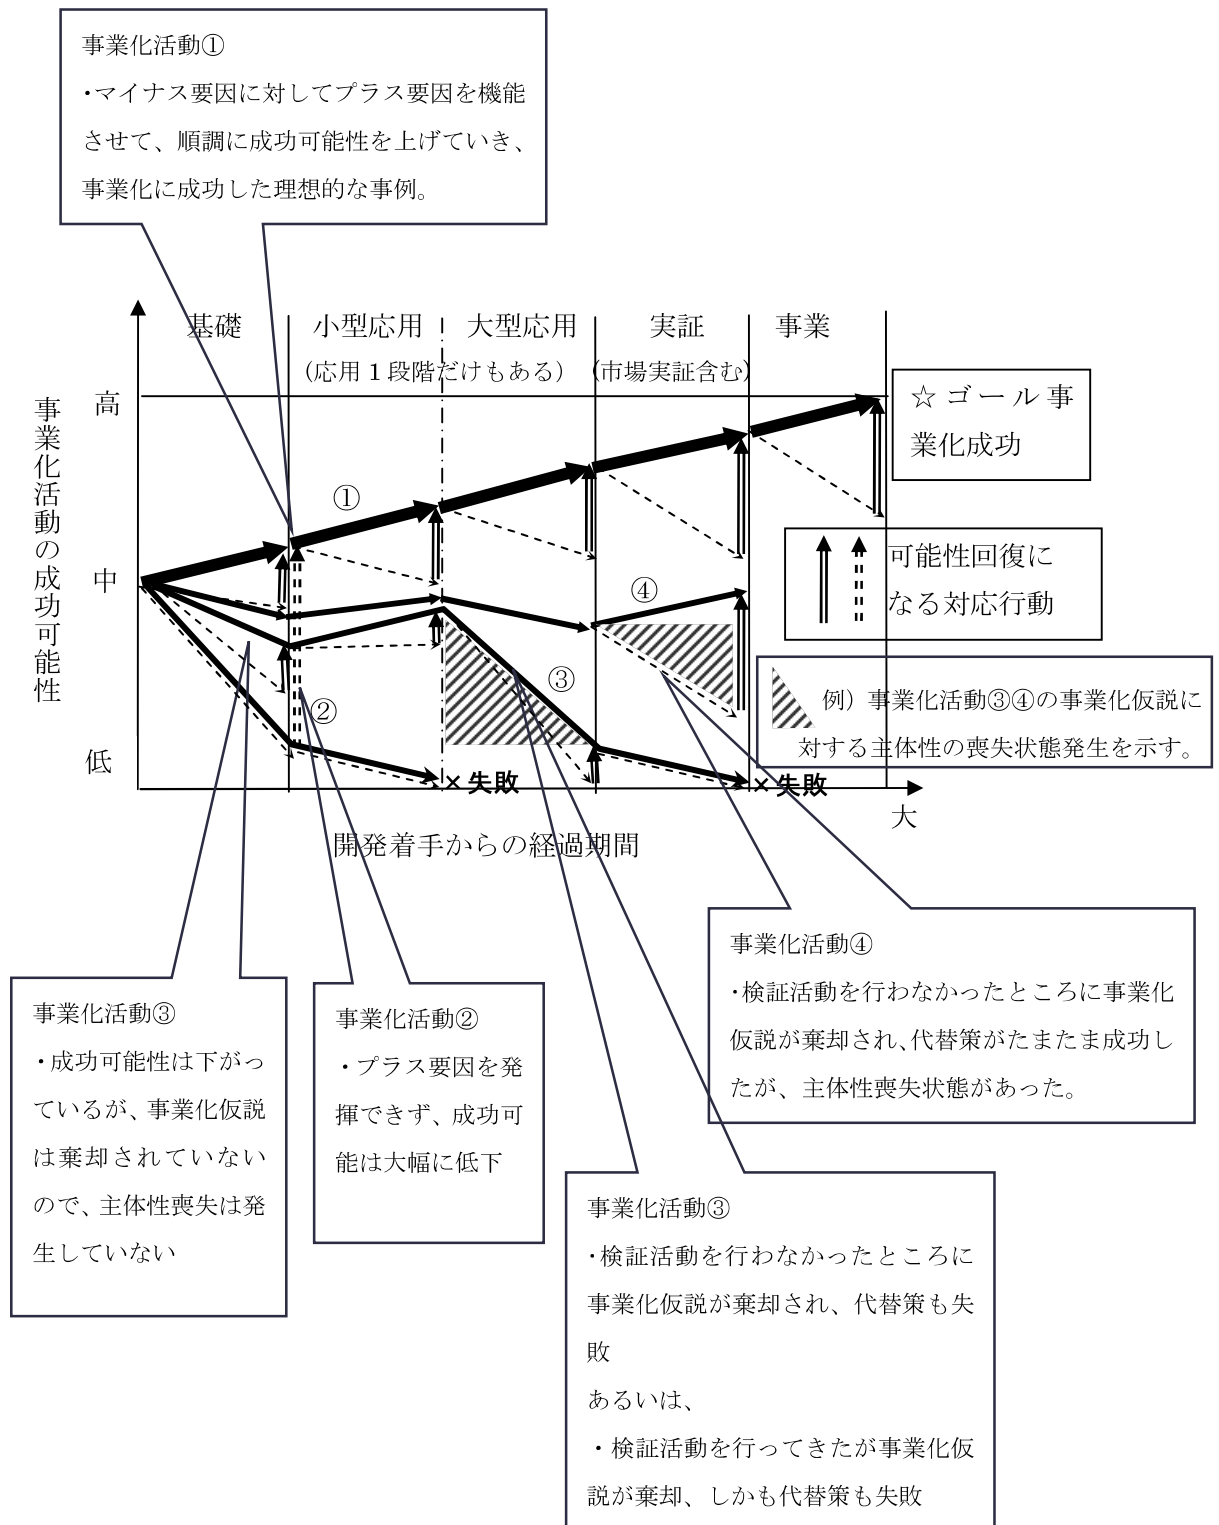 事業化活動①
・マイナス要因に対してプラス要因を機能
させて、順調に成功可能性を上げていき、
事業化に成功した理想的な事例。
基礎
小型応用
大型応用
実証
事業
（応用 1 段階だけもある）
（市場実証含む）
高
中
低
事業化活動の成功可能性
☆ゴール事
業化成功
①
④
③
②
可能性回復に
なる対応行動
例）事業化活動③④の事業化仮説に
対する主体性の喪失状態発生を示す。
×失敗
×失敗
大
開発着手からの経過期間
事業化活動④
・検証活動を行わなかったところに事業化
仮説が棄却され、代替策がたまたま成功し
たが、主体性喪失状態があった。
事業化活動③
・成功可能性は下がっ
ているが、事業化仮説
は棄却されていない
ので、主体性喪失は発
生していない
事業化活動②
・プラス要因を発
揮できず、成功可
能は大幅に低下
事業化活動③
・検証活動を行わなかったところに
事業化仮説が棄却され、代替策も失
敗
あるいは、
・検証活動を行ってきたが事業化仮
説が棄却、しかも代替策も失敗